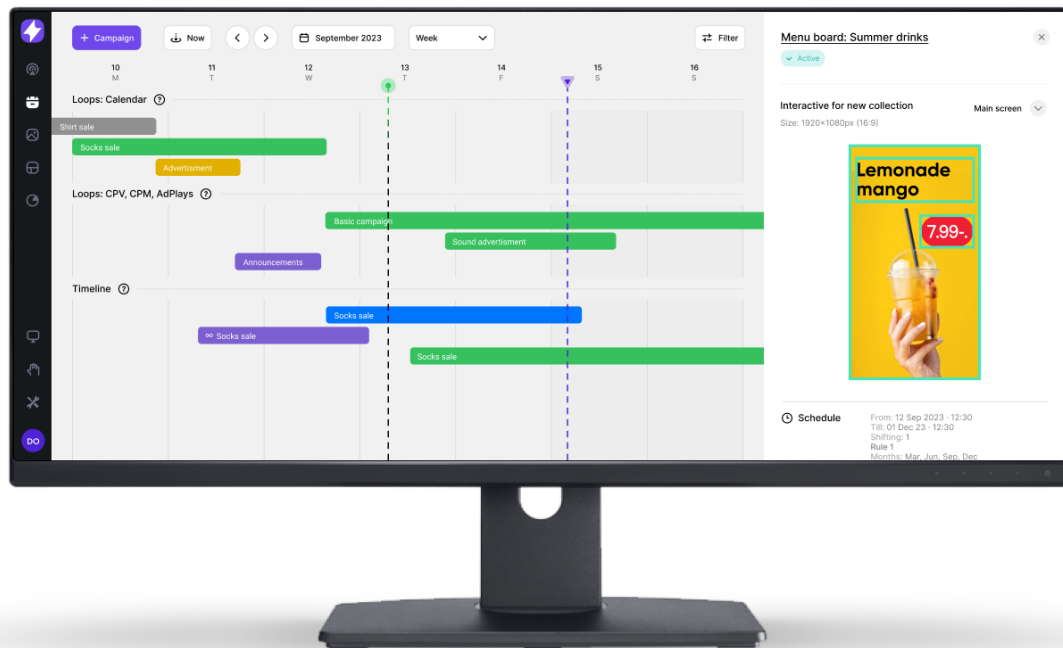 + Campaign
Now
September 2023
Week
Filter
10
M
11
T
12
W
13
T
14
F
15
S
16
S
Loops: Calendar ?
Shirt sale
Socks sale
Advertisment
Loops: CPV, CPM, AdPlays ?
Basic campaign
Sound advertisment
Announcements
Timeline ?
Socks sale
∞ Socks sale
Socks sale
DO
Menu board: Summer drinks
Active
Interactive for new collection
Main screen
Size: 1920×1080px (16:9)
Lemonade
mango
7.99-.
Schedule
From: 12 Sep 2023 · 12:30
Till: 01 Dec 23 · 12:30
Shifting: 1
Rule 1
Months: Mar, Jun, Sep, Dec